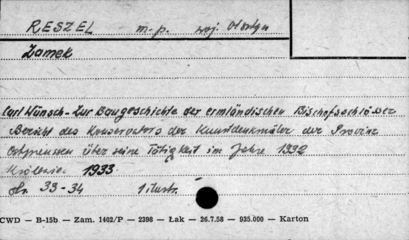 RESZEL m-p. woj. Olsztyn
Zamek
Carl Wünsch - Zur Baugeschichte der ermländischen Bischofsschlösser
Bericht des Konservators der Kunstdenkmäler der Provinz
Ostpreussen über seine Tätigkeit im Jahre 1932
Królewiec 1933
str. 33-34 1 ilustr.
CWD — B-15b — Zam. 1402/P — 2398 — Łak — 26.7.58 — 935.000 — Karton